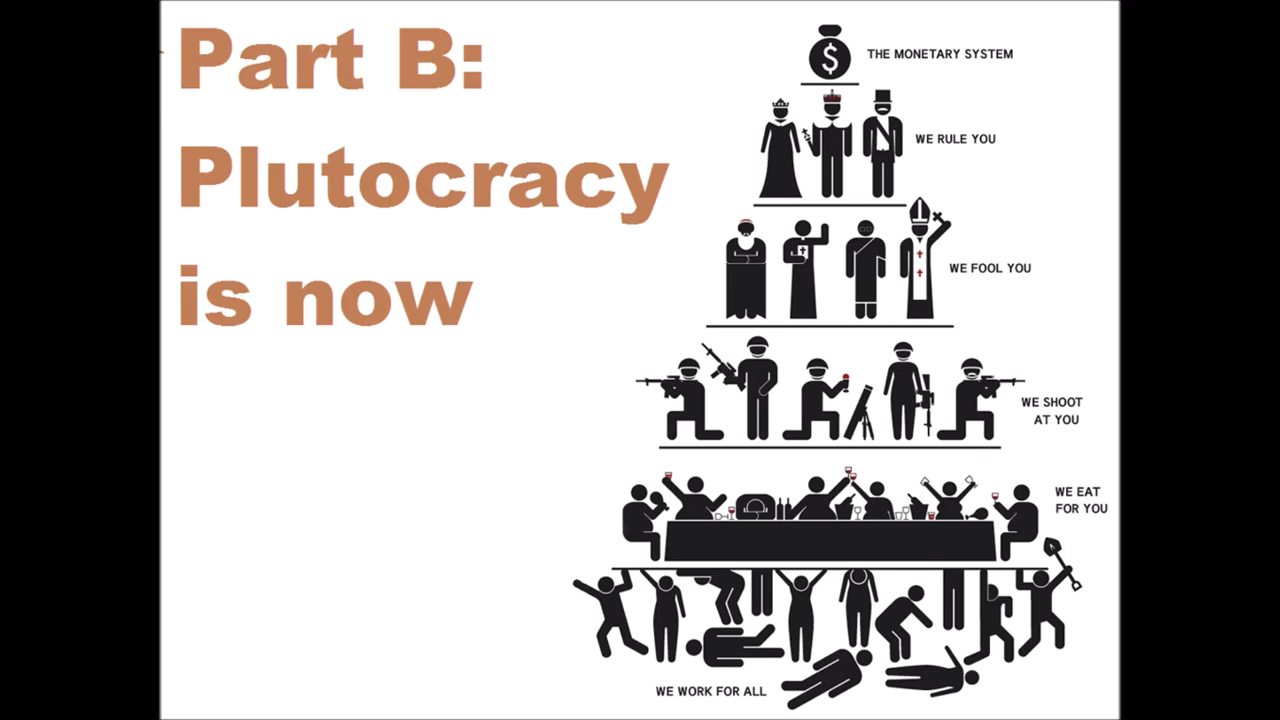 Part B:
Plutocracy
is now
$
THE MONETARY SYSTEM
WE RULE YOU
WE FOOL YOU
WE SHOOT
AT YOU
WE EAT
FOR YOU
WE WORK FOR ALL